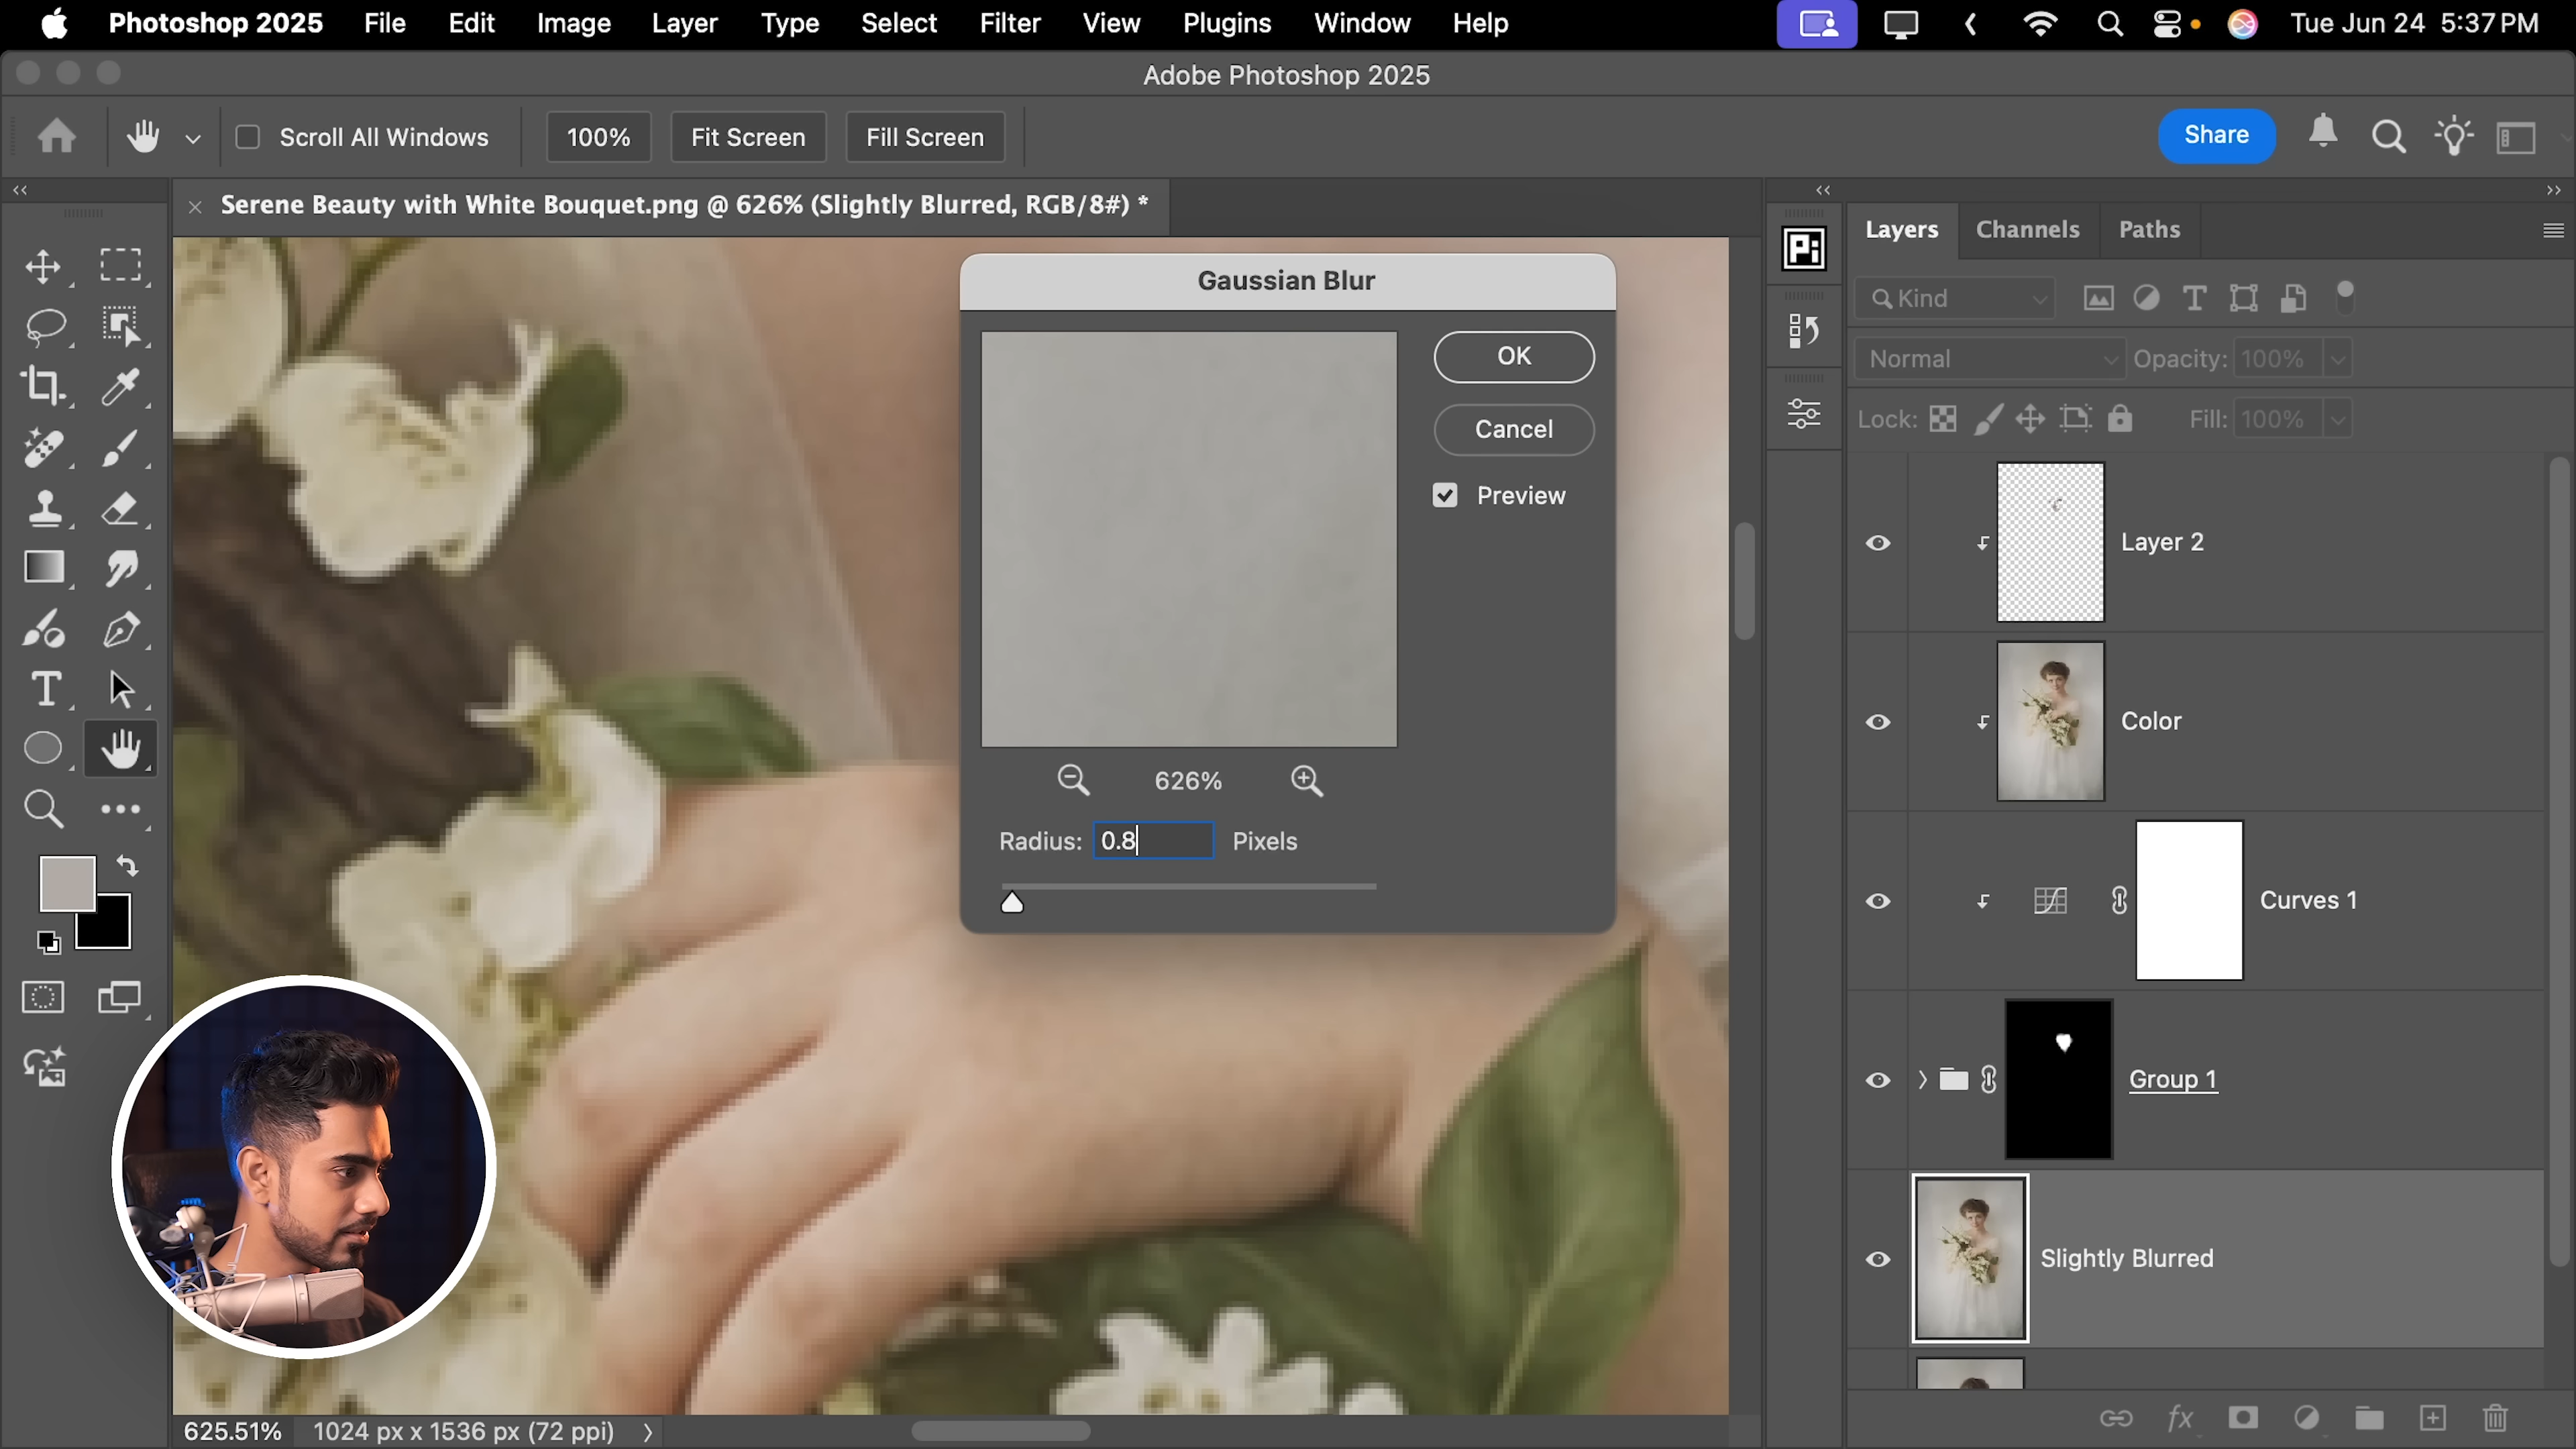 Photoshop 2025 File Edit Image Layer Type Select Filter View Plugins Window Help Tue Jun 24 5:37 PM
Adobe Photoshop 2025
Scroll All Windows 100% Fit Screen Fill Screen Share
Serene Beauty with White Bouquet.png @ 626% (Slightly Blurred, RGB/8#) *
Layers Channels Paths
Gaussian Blur
Kind
OK
Normal Opacity: 100%
Cancel
Lock: Fill: 100%
Preview
Layer 2
Color
626%
Radius: 0.8 Pixels
Curves 1
Group 1
Slightly Blurred
fx
625.51% 1024 px x 1536 px (72 ppi)